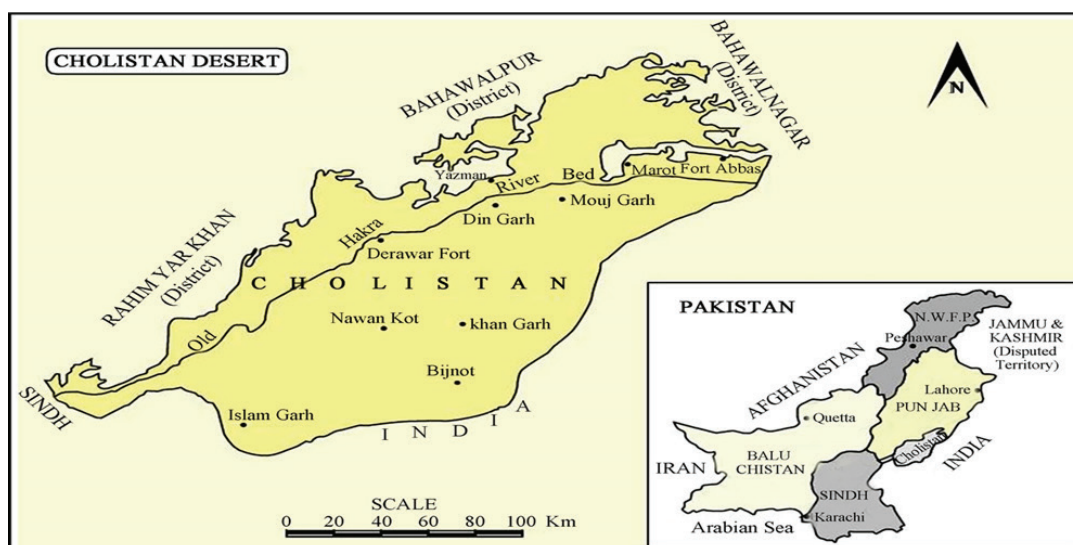 CHOLISTAN DESERT
BAHAWALPUR
(District)
BAHAWALNAGAR
(District)
N
Yazman
River
Bed
Marot
Fort Abbas
Din Garh
Mouj Garh
Hakra
Derawar Fort
RAHIM YAR KHAN
(District)
CHOLISTAN
Old
Nawan Kot
khan Garh
Bijnot
SINDH
Islam Garh
INDIA
SCALE
0 20 40 60 80 100 Km
PAKISTAN
N.W.F.P.
Peshawar
JAMMU &
KASHMIR
(Disputed
Territory)
AFGHANISTAN
Lahore
PUN JAB
Quetta
Cholistan
INDIA
IRAN
BALU
CHISTAN
SINDH
Karachi
Arabian Sea